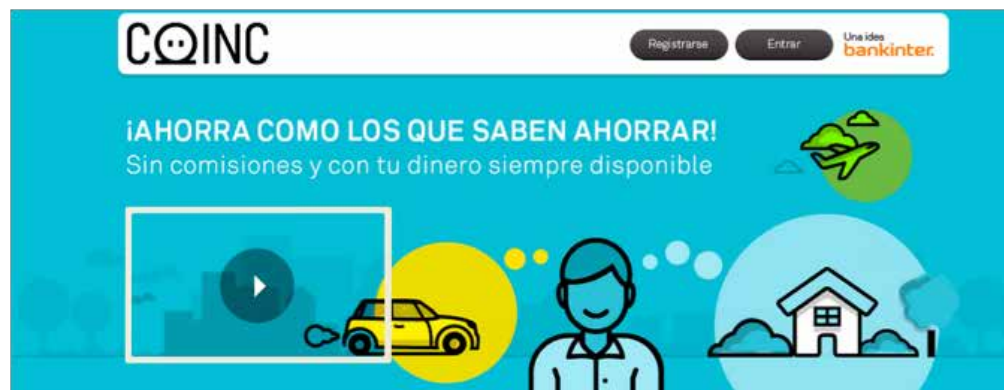 COINC
Registrarse
Entrar
Una idea
bankinter.
¡AHORRA COMO LOS QUE SABEN AHORRAR!
Sin comisiones y con tu dinero siempre disponible